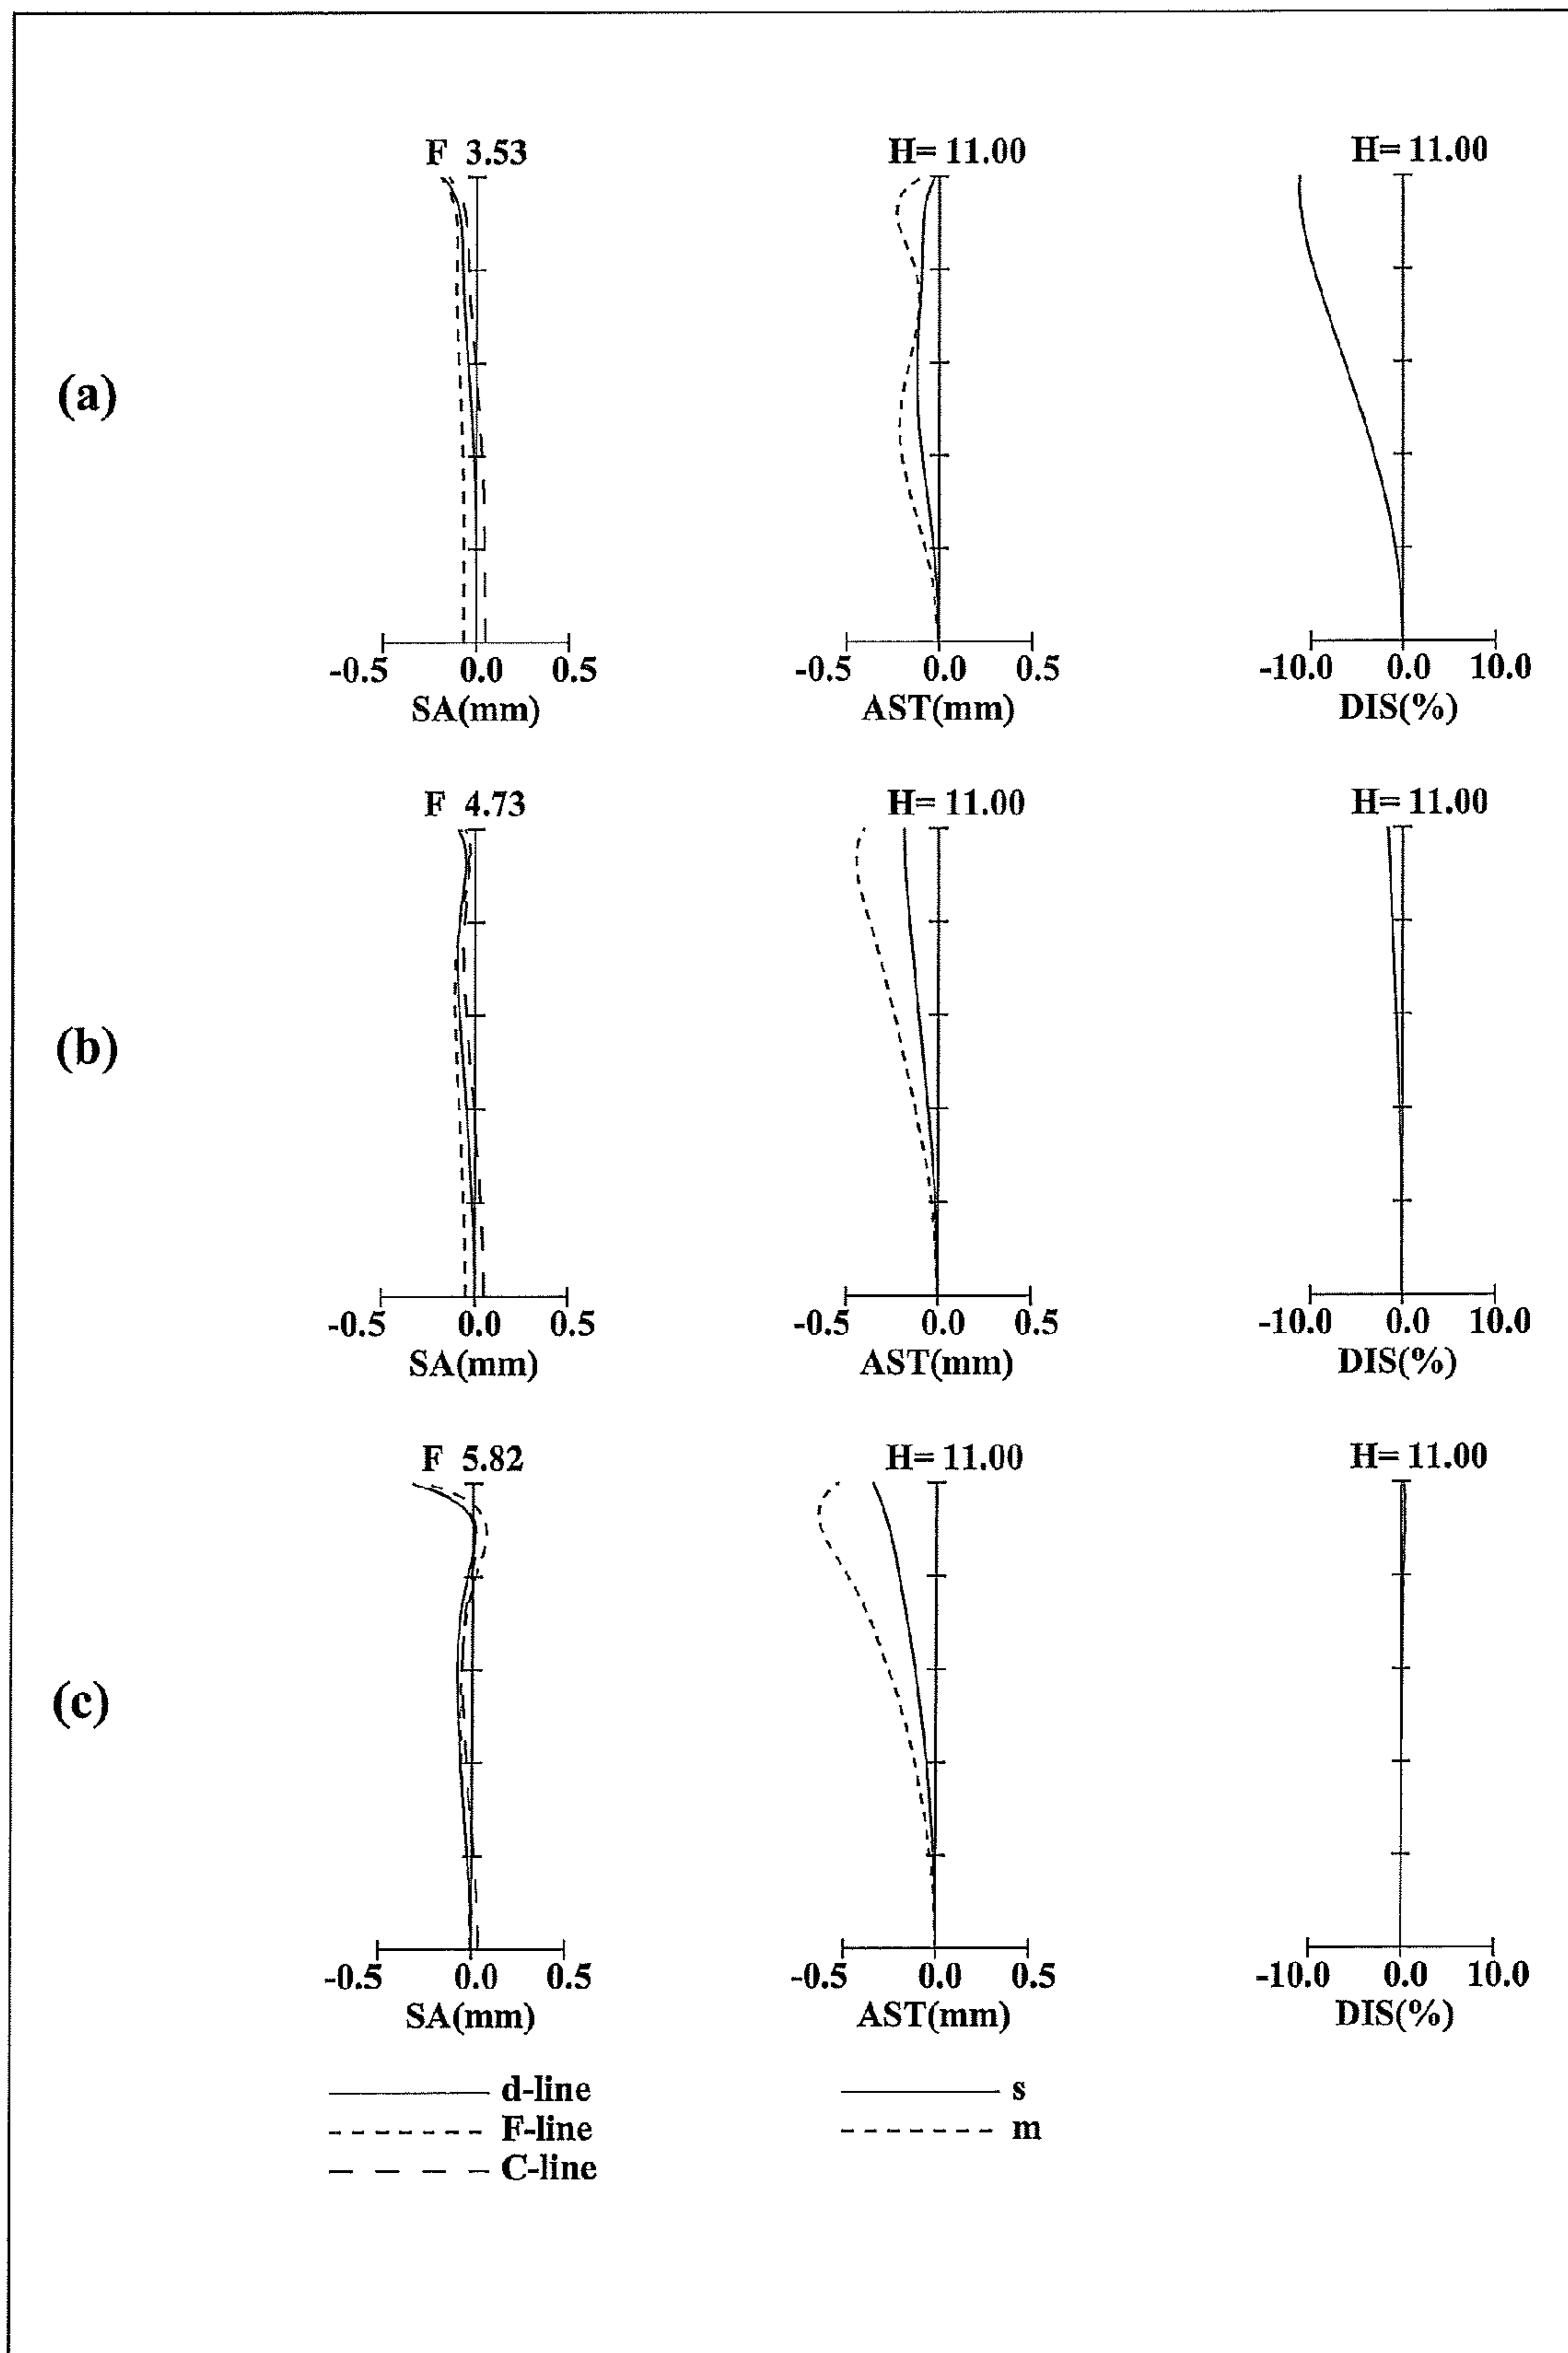 F 3.53 H= 11.00 H= 11.00
(a)
-0.5 0.0 0.5 -0.5 0.0 0.5 -10.0 0.0 10.0
SA(mm) AST(mm) DIS(%)
F 4.73 H= 11.00 H= 11.00
(b)
-0.5 0.0 0.5 -0.5 0.0 0.5 -10.0 0.0 10.0
SA(mm) AST(mm) DIS(%)
F 5.82 H= 11.00 H= 11.00
(c)
-0.5 0.0 0.5 -0.5 0.0 0.5 -10.0 0.0 10.0
SA(mm) AST(mm) DIS(%)
d-line s
F-line m
C-line